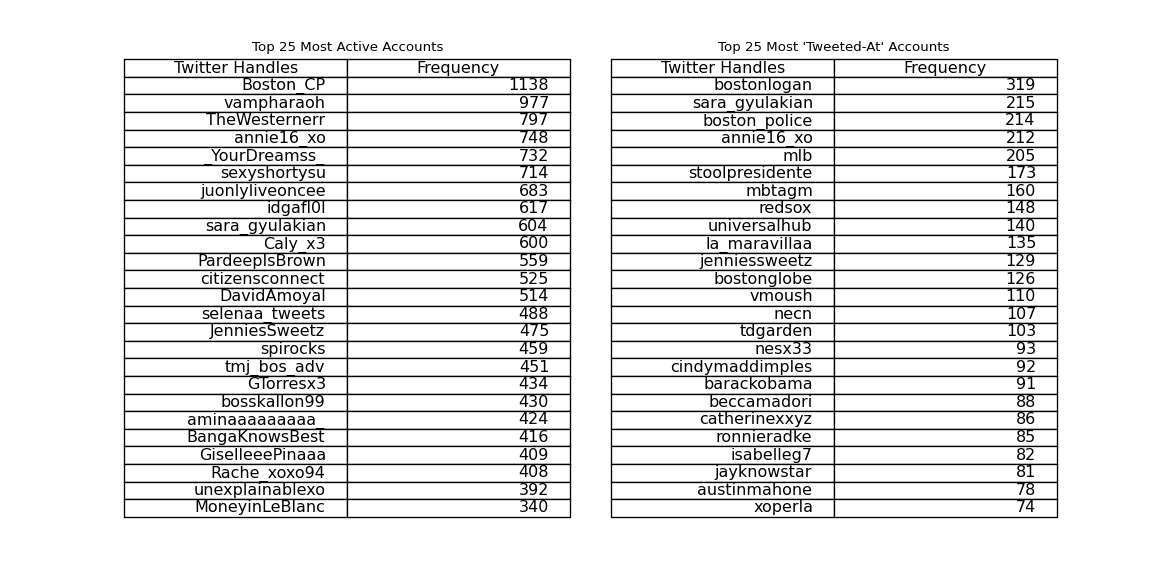 Top 25 Most Active Accounts
Twitter Handles Frequency
Boston_CP 1138
vampharaoh 977
TheWesternerr 797
annie16_xo 748
_YourDreamss_ 732
sexyshortysu 714
juonlyliveoncee 683
idgafl0l 617
sara_gyulakian 604
Caly_x3 600
PardeepIsBrown 559
citizensconnect 525
DavidAmoyal 514
selenaa_tweets 488
JenniesSweetz 475
spirocks 459
tmj_bos_adv 451
GTorresx3 434
bosskallon99 430
aminaaaaaaaaa_ 424
BangaKnowsBest 416
GiselleeePinaaa 409
Rache_xoxo94 408
unexplainablexo 392
MoneyinLeBlanc 340
Top 25 Most 'Tweeted-At' Accounts
Twitter Handles Frequency
bostonlogan 319
sara_gyulakian 215
boston_police 214
annie16_xo 212
mlb 205
stoolpresidente 173
mbtagm 160
redsox 148
universalhub 140
la_maravillaa 135
jenniessweetz 129
bostonglobe 126
vmoush 110
necn 107
tdgarden 103
nesx33 93
cindymaddimples 92
barackobama 91
beccamadori 88
catherinexxyz 86
ronnieradke 85
isabelleg7 82
jayknowstar 81
austinmahone 78
xoperla 74